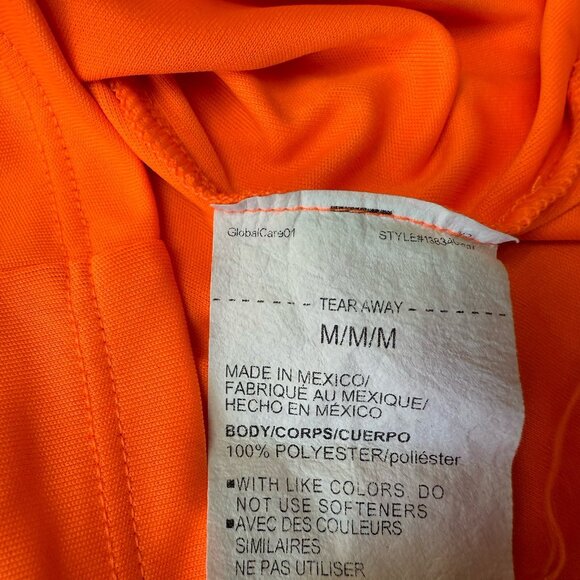 GlobalCare01
TEAR AWAY
M/M/M
MADE IN MEXICO/
FABRIQUÉ AU MEXIQUE/
HECHO EN MÉXICO
BODY/CORPS/CUERPO
100% POLYESTER/poliéster
■WITH LIKE COLORS, DO
NOT USE SOFTENERS
■AVEC DES COULEURS
SIMILAIRES
NE PAS UTILISER